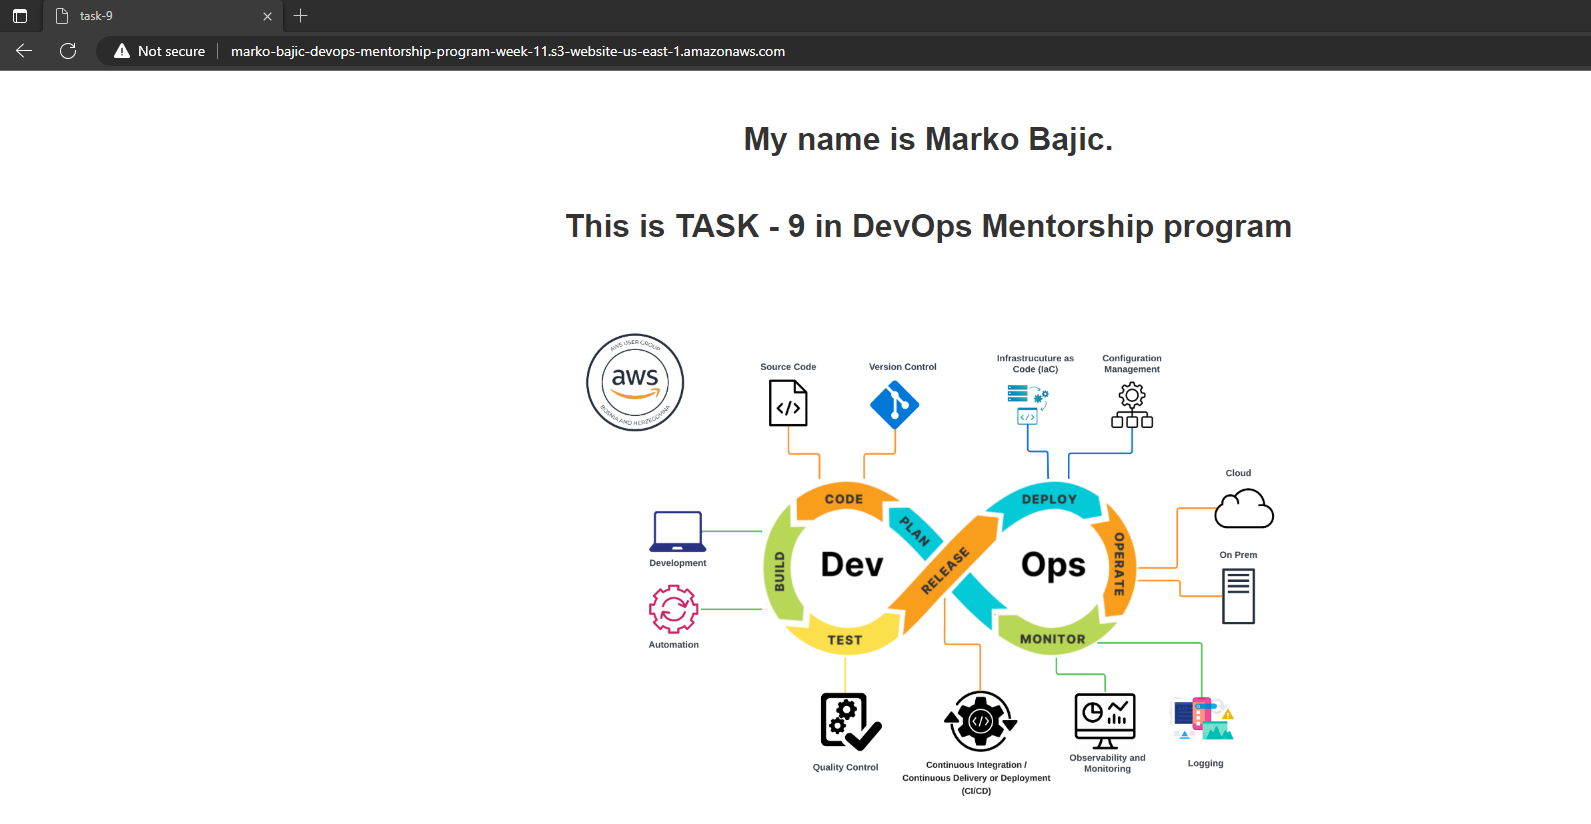 task-9
Not secure
marko-bajic-devops-mentorship-program-week-11.s3-website-us-east-1.amazonaws.com
My name is Marko Bajic.
This is TASK - 9 in DevOps Mentorship program
AWS USER GROUP
aws
BOSNIA AND HERZEGOVINA
Source Code
Version Control
Infrastrucuture as
Code (IaC)
Configuration
Management
Cloud
On Prem
Development
Automation
CODE
PLAN
BUILD
Dev
TEST
RELEASE
DEPLOY
Ops
OPERATE
MONITOR
Quality Control
Continuous Integration /
Continuous Delivery or Deployment
(CI/CD)
Observability and
Monitoring
Logging